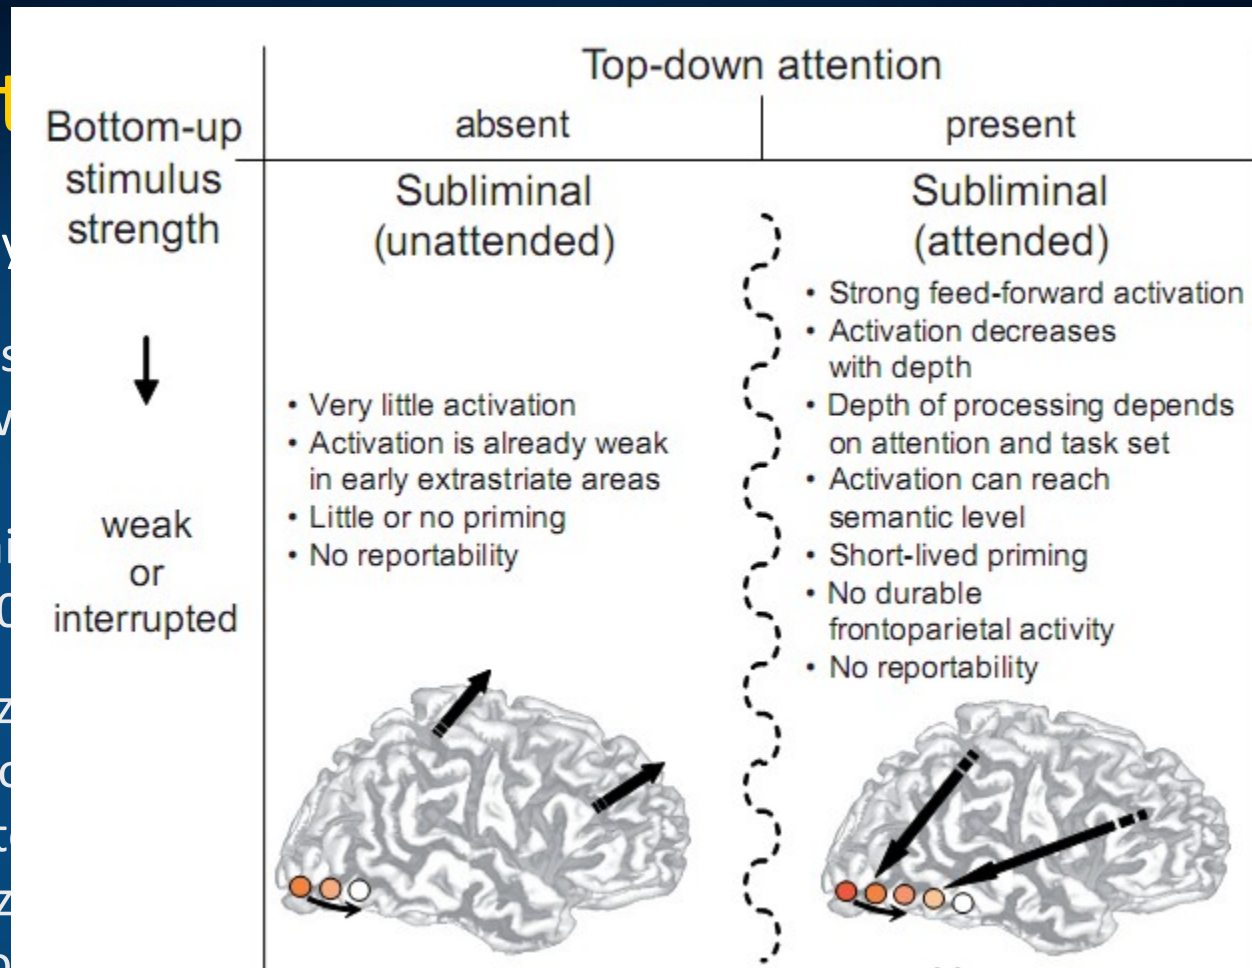 Top-down attention
absent
present
Bottom-up
stimulus
strength
weak
or
interrupted
Subliminal
(unattended)
• Very little activation
• Activation is already weak
in early extrastriate areas
• Little or no priming
• No reportability
Subliminal
(attended)
• Strong feed-forward activation
• Activation decreases
with depth
• Depth of processing depends
on attention and task set
• Activation can reach
semantic level
• Short-lived priming
• No durable
frontoparietal activity
• No reportability